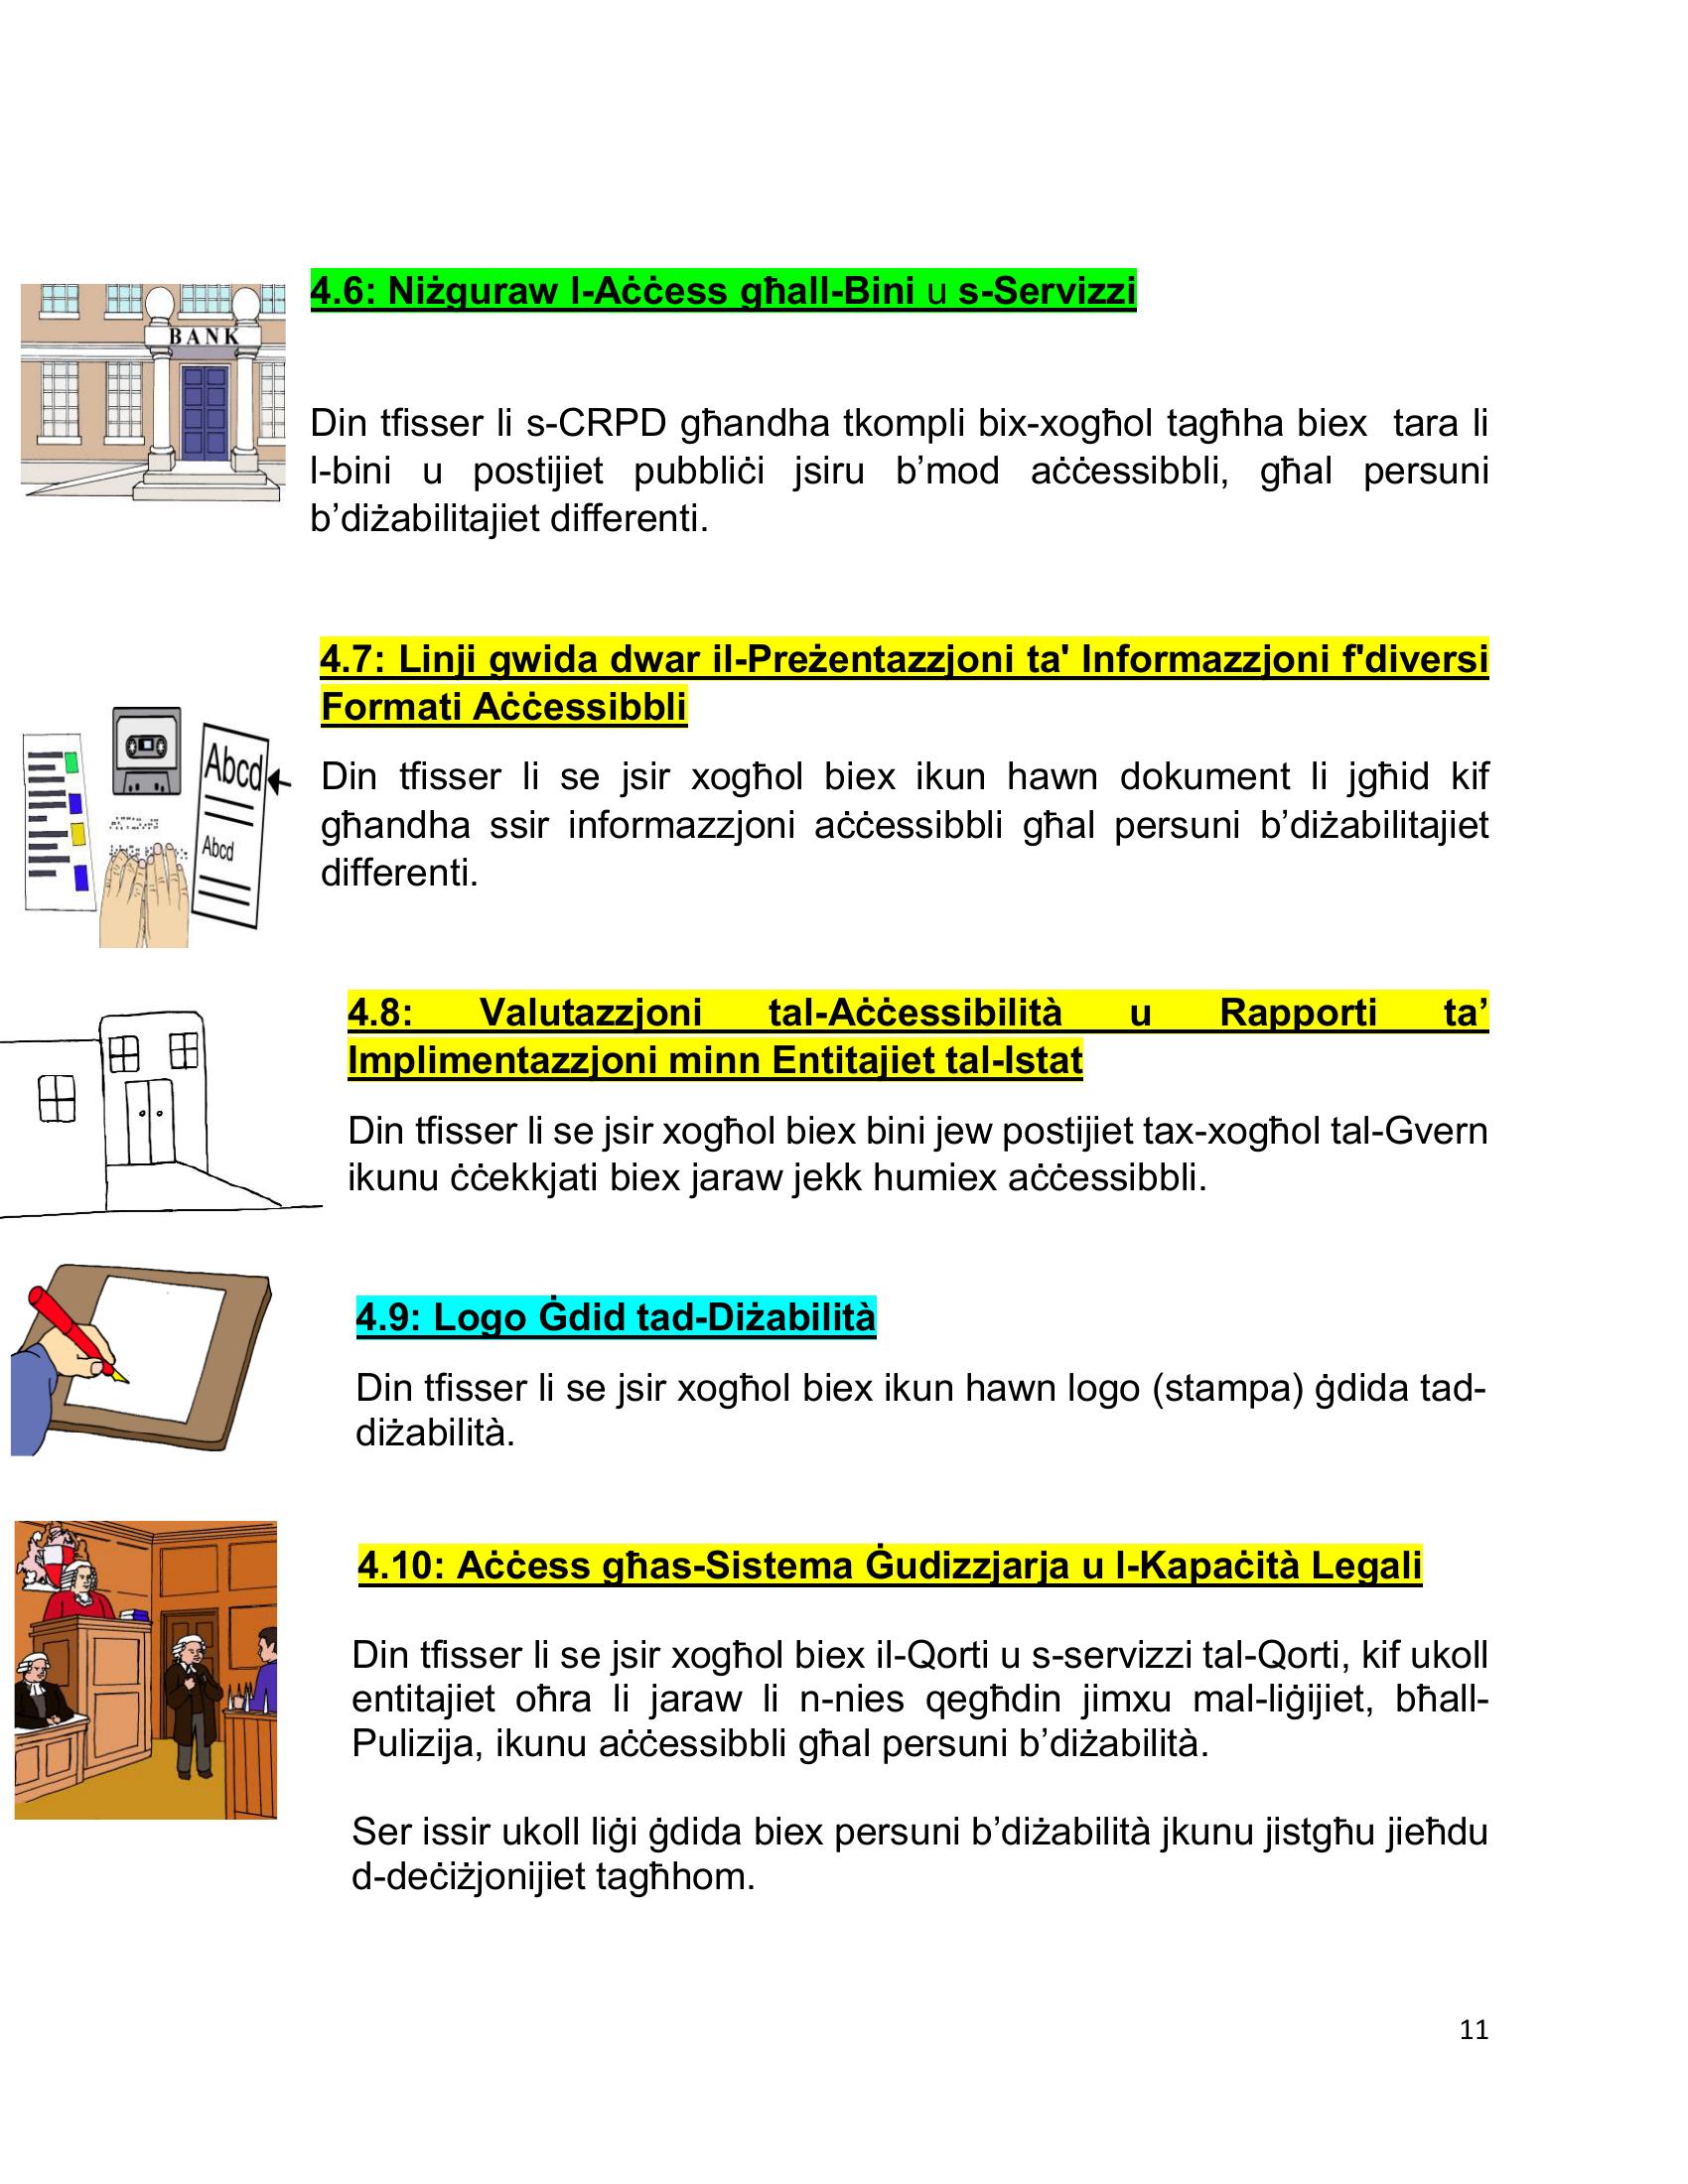 4.6: Niżguraw l-Aċċess għall-Bini u s-Servizzi
BANK
Din tfisser li s-CRPD għandha tkompli bix-xogħol tagħha biex tara li
l-bini u postijiet pubbliċi jsiru b’mod aċċessibbli, għal persuni
b’diżabilitajiet differenti.
4.7: Linji gwida dwar il-Preżentazzjoni ta' Informazzjoni f'diversi
Formati Aċċessibbli
Abcd
Abcd
Din tfisser li se jsir xogħol biex ikun hawn dokument li jgħid kif
għandha ssir informazzjoni aċċessibbli għal persuni b’diżabilitajiet
differenti.
4.8: Valutazzjoni tal-Aċċessibilità u Rapporti ta’
Implimentazzjoni minn Entitajiet tal-Istat
Din tfisser li se jsir xogħol biex bini jew postijiet tax-xogħol tal-Gvern
ikunu ċċekkjati biex jaraw jekk humiex aċċessibbli.
4.9: Logo Ġdid tad-Diżabilità
Din tfisser li se jsir xogħol biex ikun hawn logo (stampa) ġdida tad-
diżabilità.
4.10: Aċċess għas-Sistema Ġudizzjarja u l-Kapaċità Legali
Din tfisser li se jsir xogħol biex il-Qorti u s-servizzi tal-Qorti, kif ukoll
entitajiet oħra li jaraw li n-nies qegħdin jimxu mal-liġijiet, bħall-
Pulizija, ikunu aċċessibbli għal persuni b’diżabilità.
Ser issir ukoll liġi ġdida biex persuni b’diżabilità jkunu jistgħu jieħdu
d-deċiżjonijiet tagħhom.
11